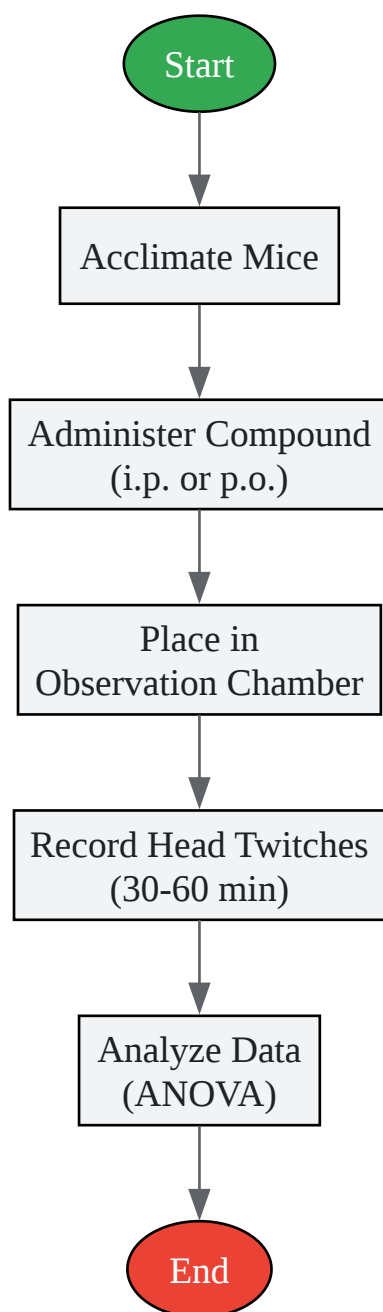 Start
Acclimate Mice
Administer Compound
(i.p. or p.o.)
Place in
Observation Chamber
Record Head Twitches
(30-60 min)
Analyze Data
(ANOVA)
End